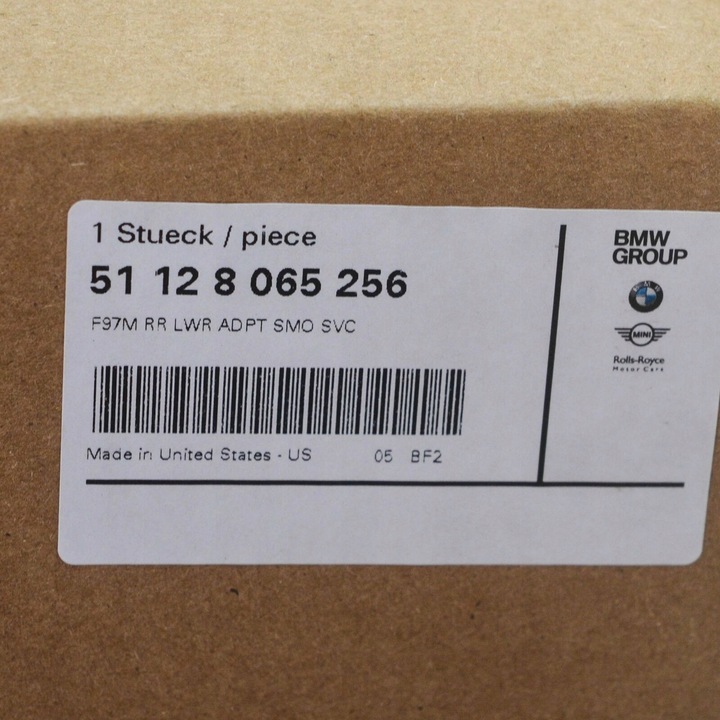 1 Stueck / piece
51 12 8 065 256
F97M RR LWR ADPT SMO SVC
Made in: United States - US 05 BF2
BMW
GROUP
BMW
MINI
Rolls-Royce
Motor Cars